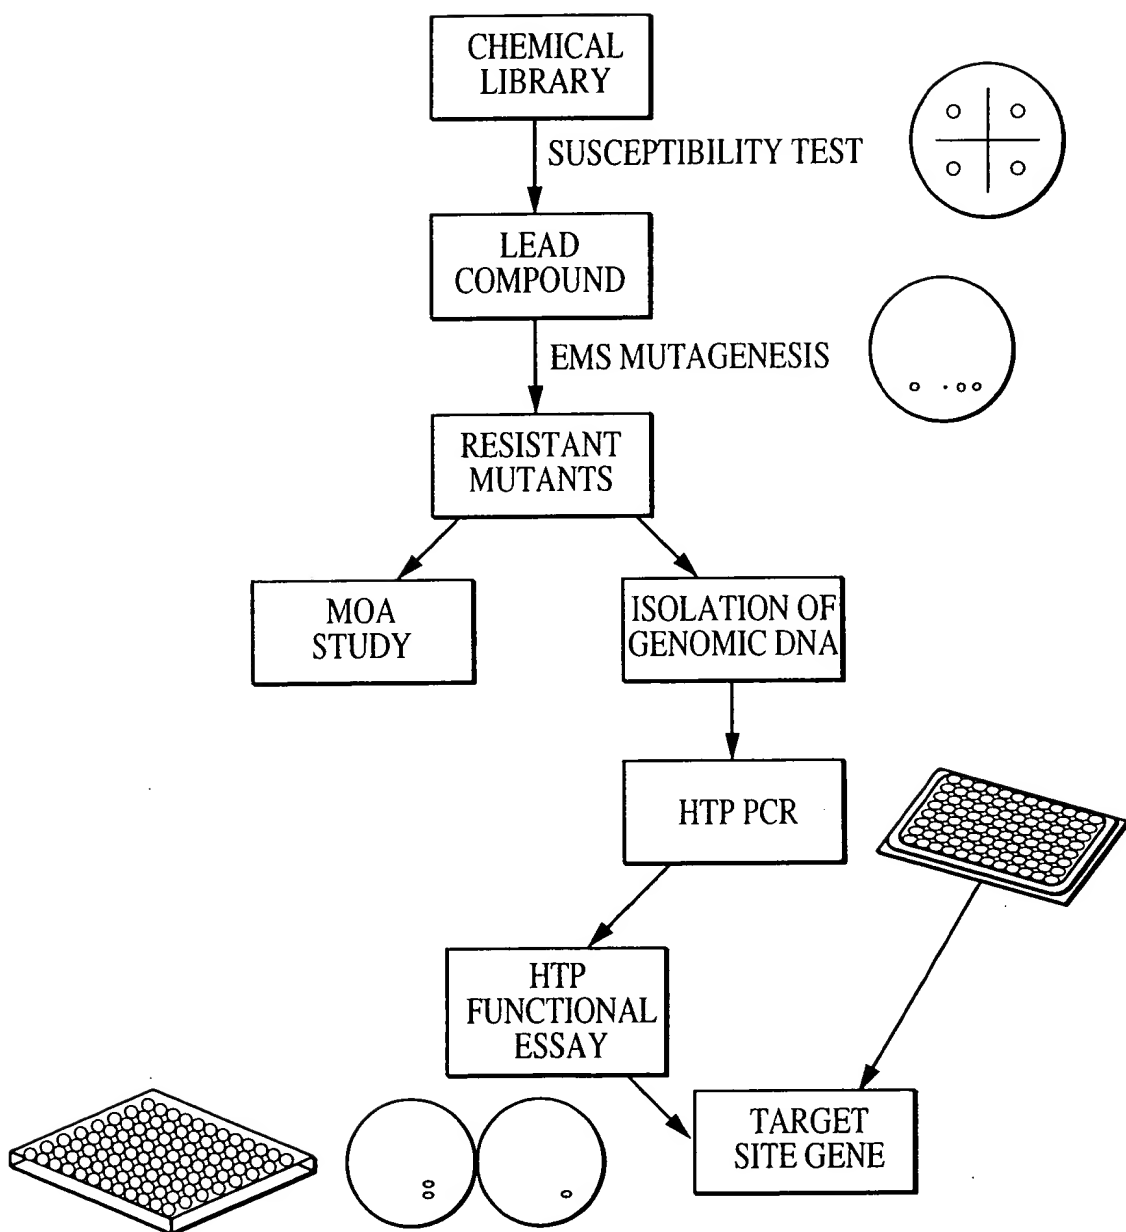 CHEMICAL
LIBRARY
SUSCEPTIBILITY TEST
LEAD
COMPOUND
EMS MUTAGENESIS
RESISTANT
MUTANTS
MOA
STUDY
ISOLATION OF
GENOMIC DNA
HTP PCR
HTP
FUNCTIONAL
ESSAY
TARGET
SITE GENE